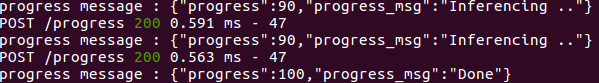 progress message : {"progress":90,"progress_msg":"Inferencing .."}
POST /progress 200 0.591 ms - 47
progress message : {"progress":90,"progress_msg":"Inferencing .."}
POST /progress 200 0.563 ms - 47
progress message : {"progress":100,"progress_msg":"Done"}